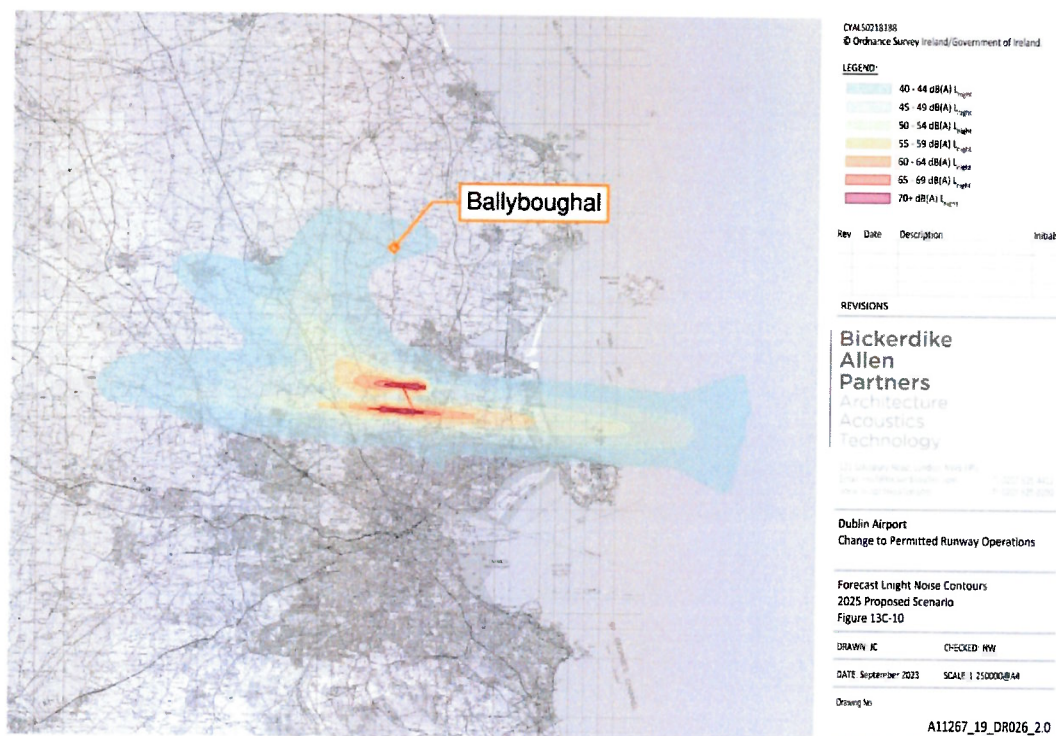 Ballyboughal
CYAL50218388
© Ordnance Survey Ireland/Government of Ireland
LEGEND:
40 - 44 dB(A) Lnight
45 - 49 dB(A) Lnight
50 - 54 dB(A) Lnight
55 - 59 dB(A) Lnight
60 - 64 dB(A) Lnight
65 - 69 dB(A) Lnight
70+ dB(A) Lnight
Rev Date Description Initials
REVISIONS
Bickerdike
Allen
Partners
Architecture
Acoustics
Technology
Dublin Airport
Change to Permitted Runway Operations
Forecast Lnight Noise Contours
2025 Proposed Scenario
Figure 13C-10
DRAWN: JC CHECKED: NW
DATE: September 2023 SCALE: 1:250000@A4
Drawing No
A11267_19_DR026_2.0